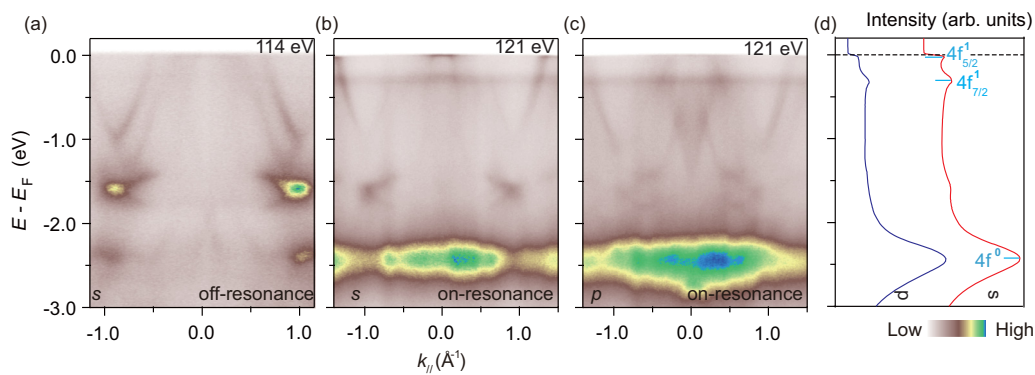 (a)
(b)
(c)
(d)
Intensity (arb. units)
114 eV
121 eV
121 eV
0.0
-1.0
-2.0
-3.0
E - E_F (eV)
4f¹₅/₂
4f¹₇/₂
4f⁰
s
off-resonance
s
on-resonance
p
on-resonance
p
s
-1.0
0.0
1.0
-1.0
0.0
1.0
-1.0
0.0
1.0
k_// (Å⁻¹)
Low
High